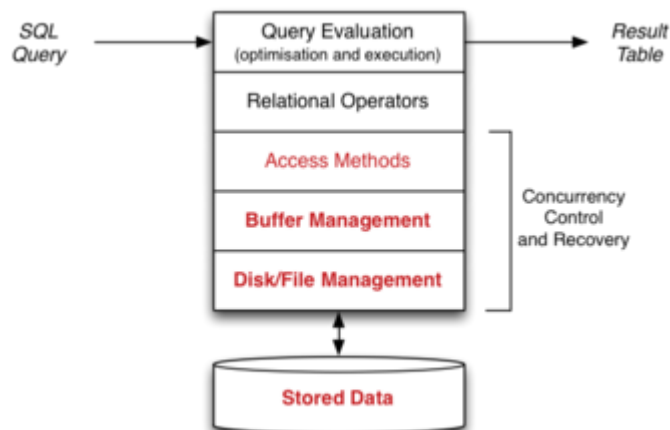 SQL
Query
Query Evaluation
(optimisation and execution)
Result
Table
Relational Operators
Access Methods
Buffer Management
Disk/File Management
Concurrency
Control
and Recovery
Stored Data